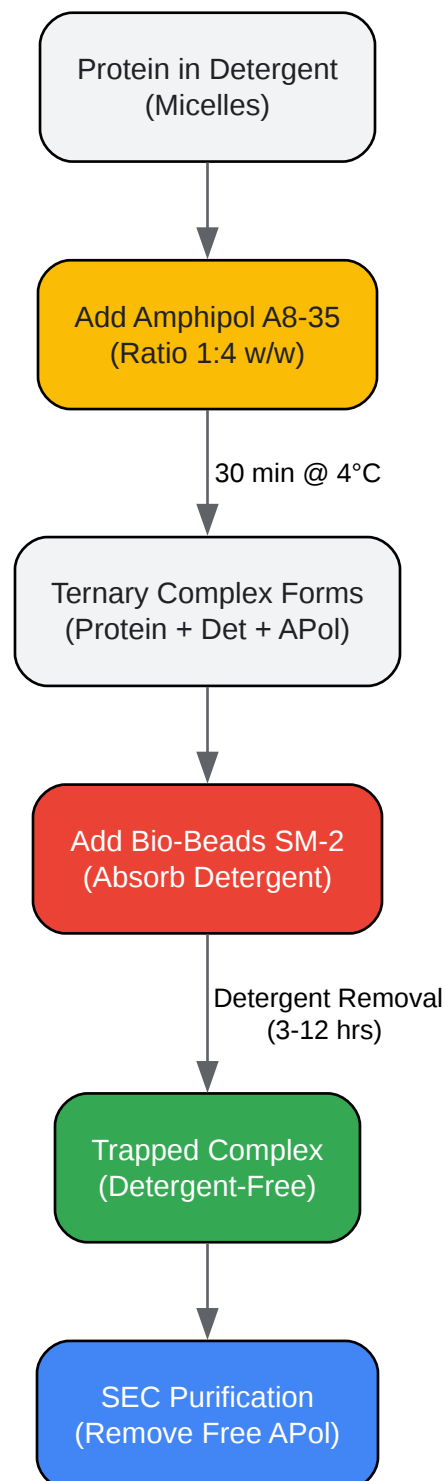 Protein in Detergent
(Micelles)
Add Amphipol A8-35
(Ratio 1:4 w/w)
30 min @ 4°C
Ternary Complex Forms
(Protein + Det + APol)
Add Bio-Beads SM-2
(Absorb Detergent)
Detergent Removal
(3-12 hrs)
Trapped Complex
(Detergent-Free)
SEC Purification
(Remove Free APol)